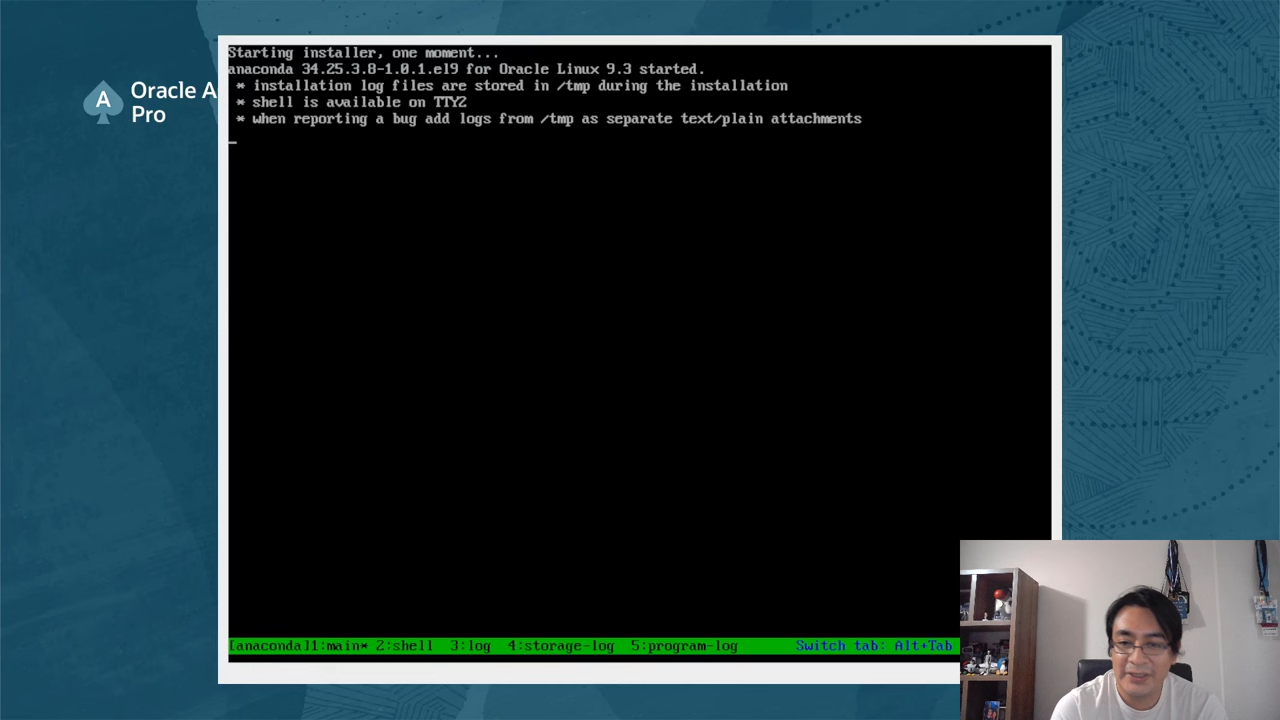 Starting installer, one moment...
anaconda 34.25.3.8-1.0.1.el9 for Oracle Linux 9.3 started.
* installation log files are stored in /tmp during the installation
* shell is available on TTY2
* when reporting a bug add logs from /tmp as separate text/plain attachments
A
Oracle A
Pro
[anaconda]1:main* 2:shell 3:log 4:storage-log 5:program-log Switch tab: Alt+Tab